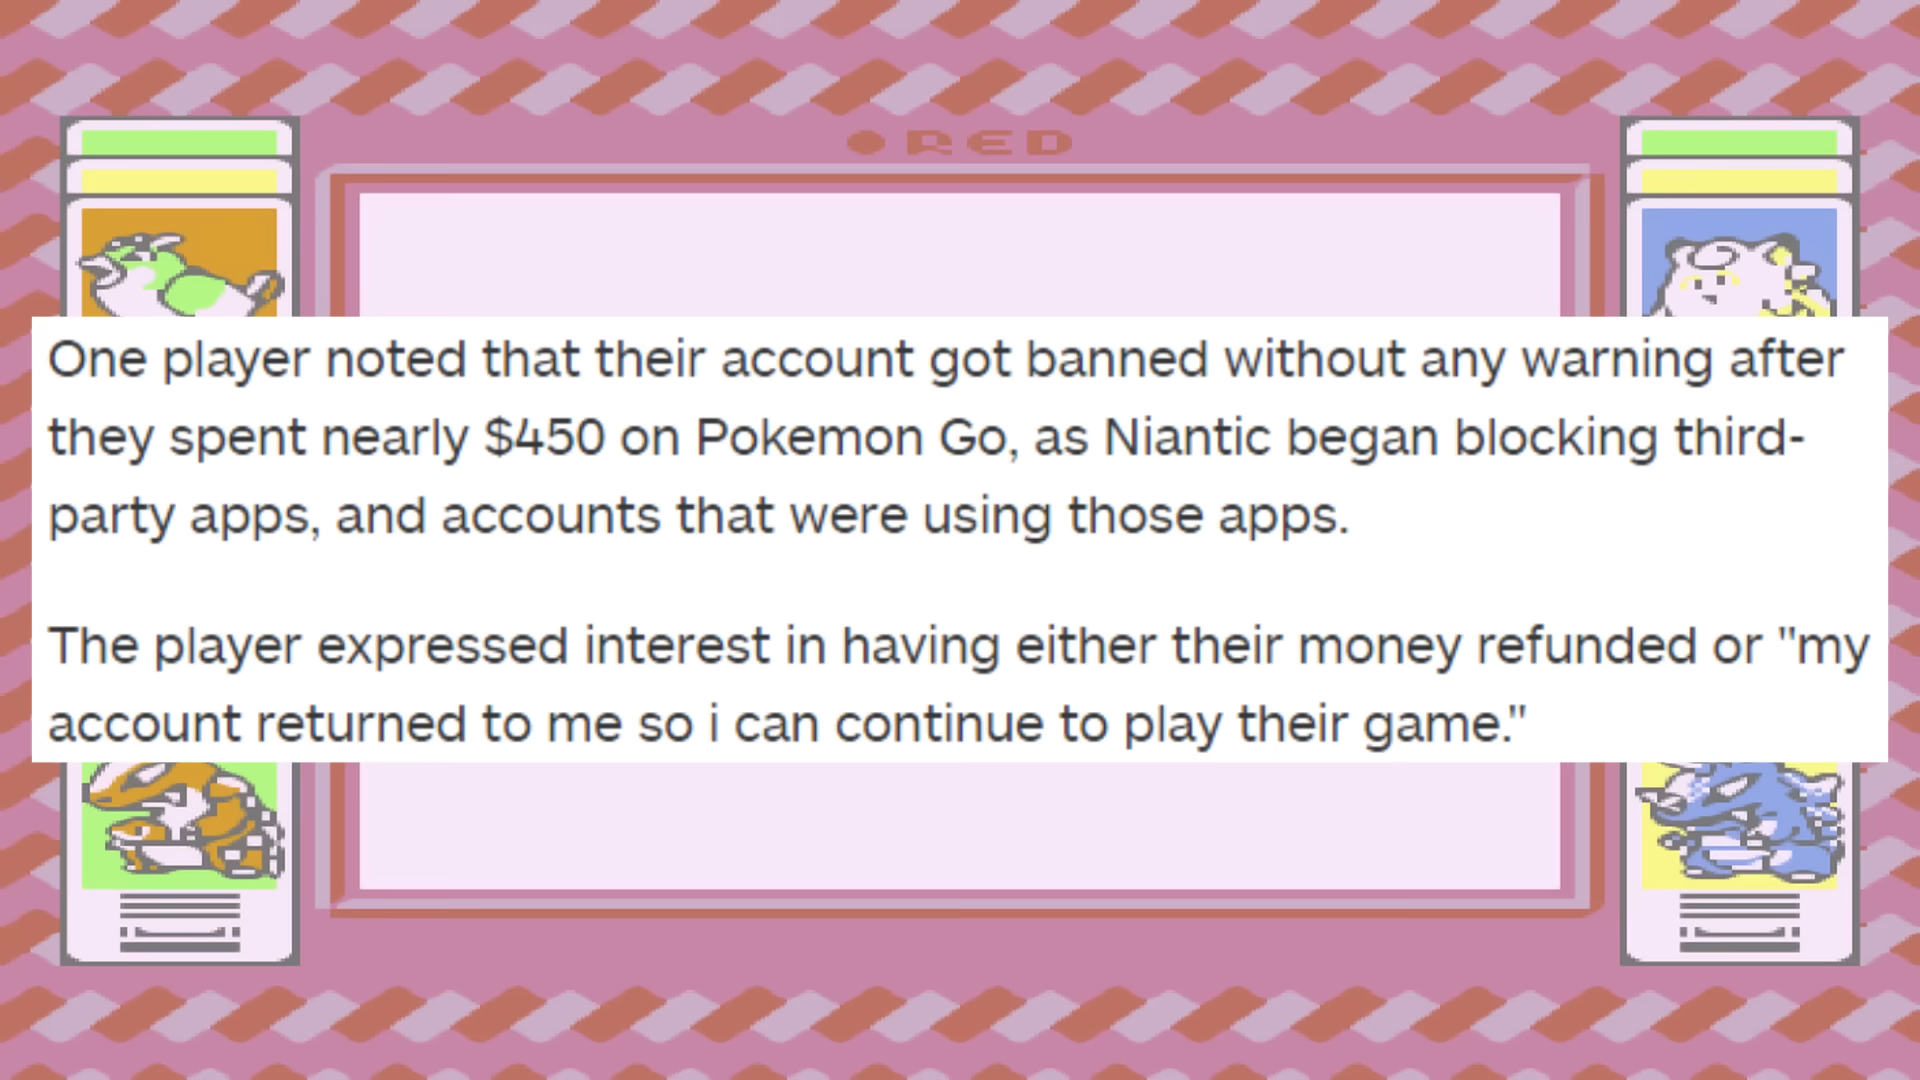 RED
One player noted that their account got banned without any warning after
they spent nearly $450 on Pokemon Go, as Niantic began blocking third-
party apps, and accounts that were using those apps.
The player expressed interest in having either their money refunded or "my
account returned to me so i can continue to play their game."